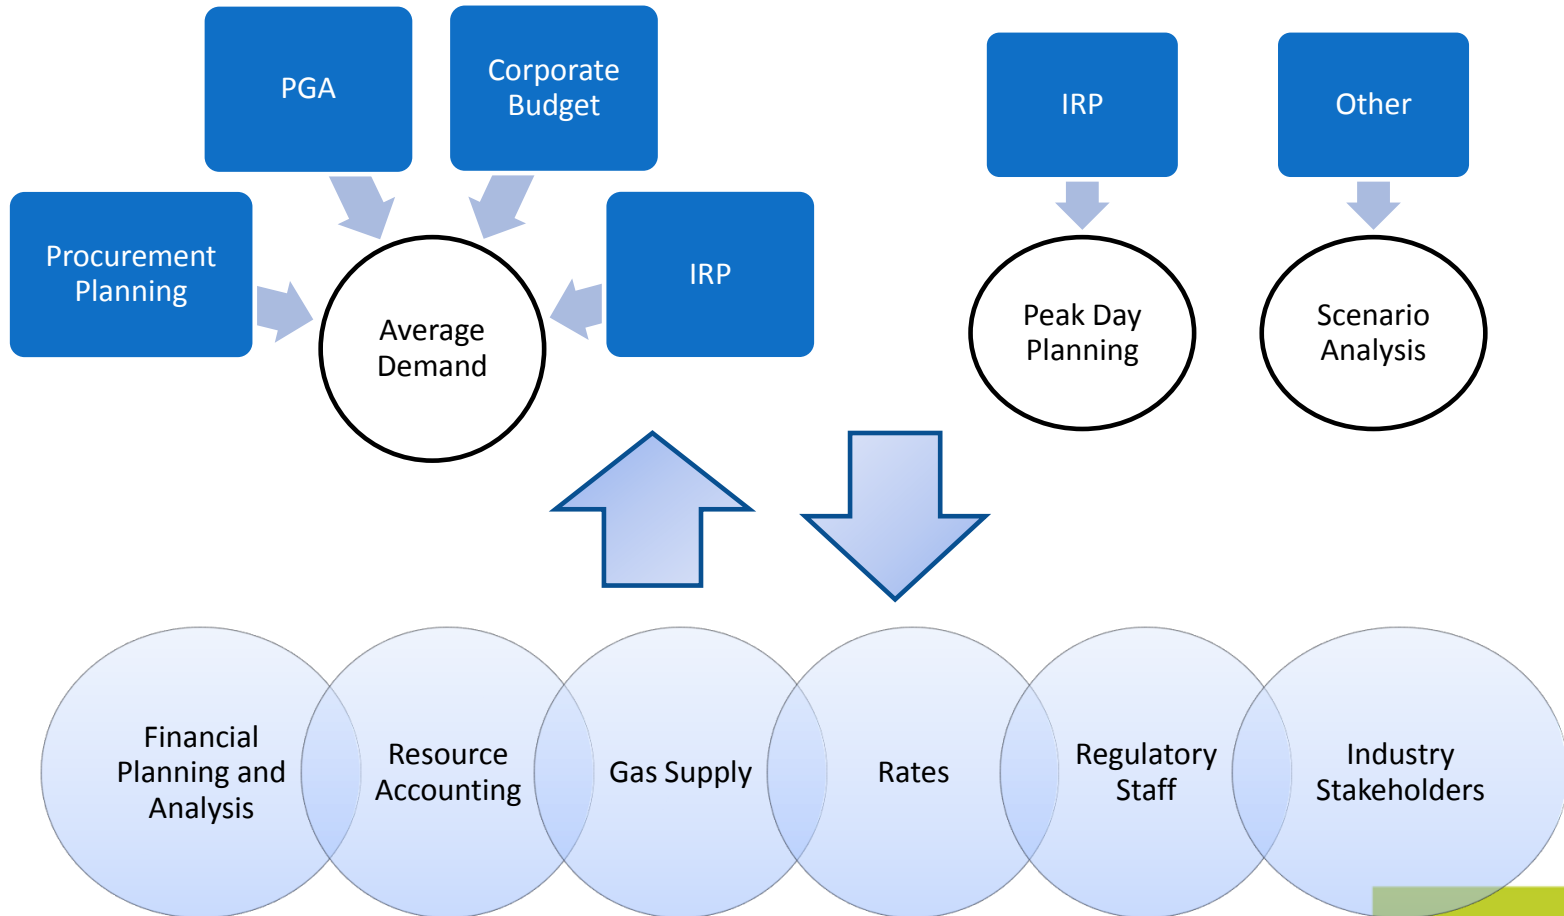 PGA
Corporate
Budget
IRP
Other
Procurement
Planning
IRP
Average
Demand
Peak Day
Planning
Scenario
Analysis
Financial
Planning and
Analysis
Resource
Accounting
Gas Supply
Rates
Regulatory
Staff
Industry
Stakeholders